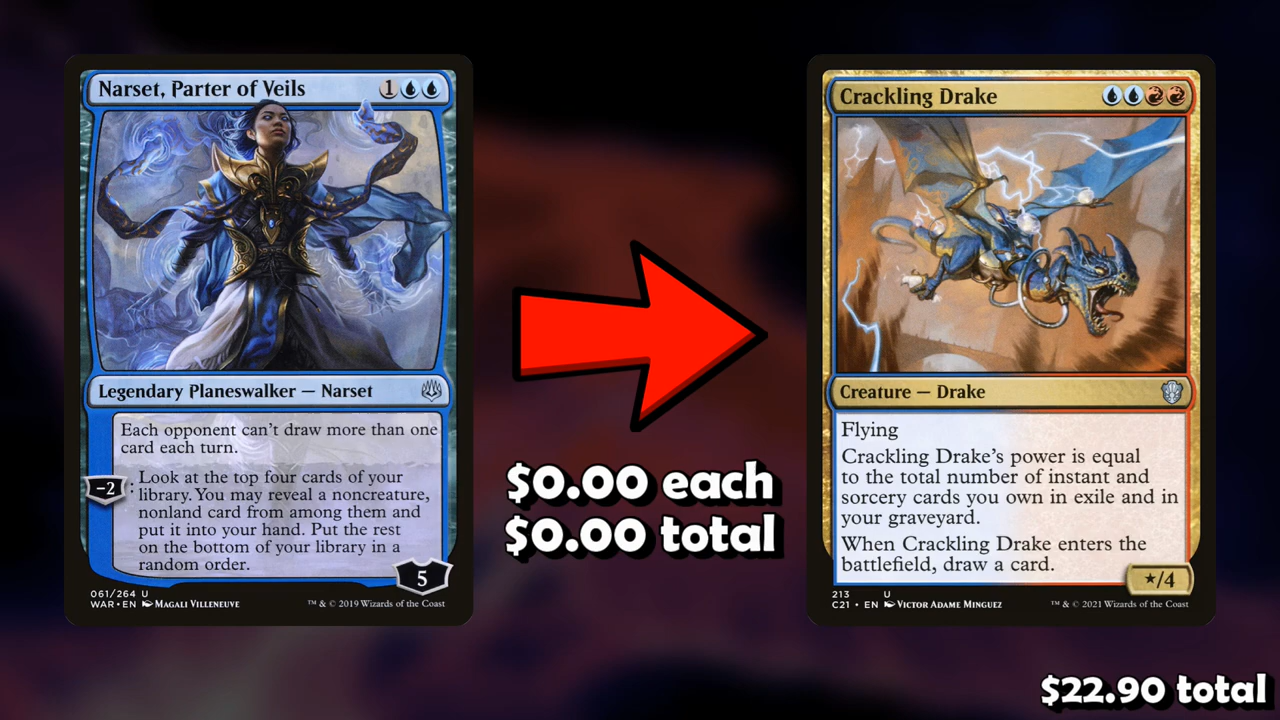 Narset, Parter of Veils
1
Legendary Planeswalker — Narset
Each opponent can't draw more than one
card each turn.
-2: Look at the top four cards of your
library. You may reveal a noncreature,
nonland card from among them and
put it into your hand. Put the rest
on the bottom of your library in a
random order.
5
061/264 U
WAR • EN Magali Villeneuve
™ & © 2019 Wizards of the Coast
$0.00 each
$0.00 total
Crackling Drake
Creature — Drake
Flying
Crackling Drake's power is equal
to the total number of instant and
sorcery cards you own in exile and in
your graveyard.
When Crackling Drake enters the
battlefield, draw a card.
★/4
213 U
C21 • EN Victor Adame Minguez
™ & © 2021 Wizards of the Coast
$22.90 total